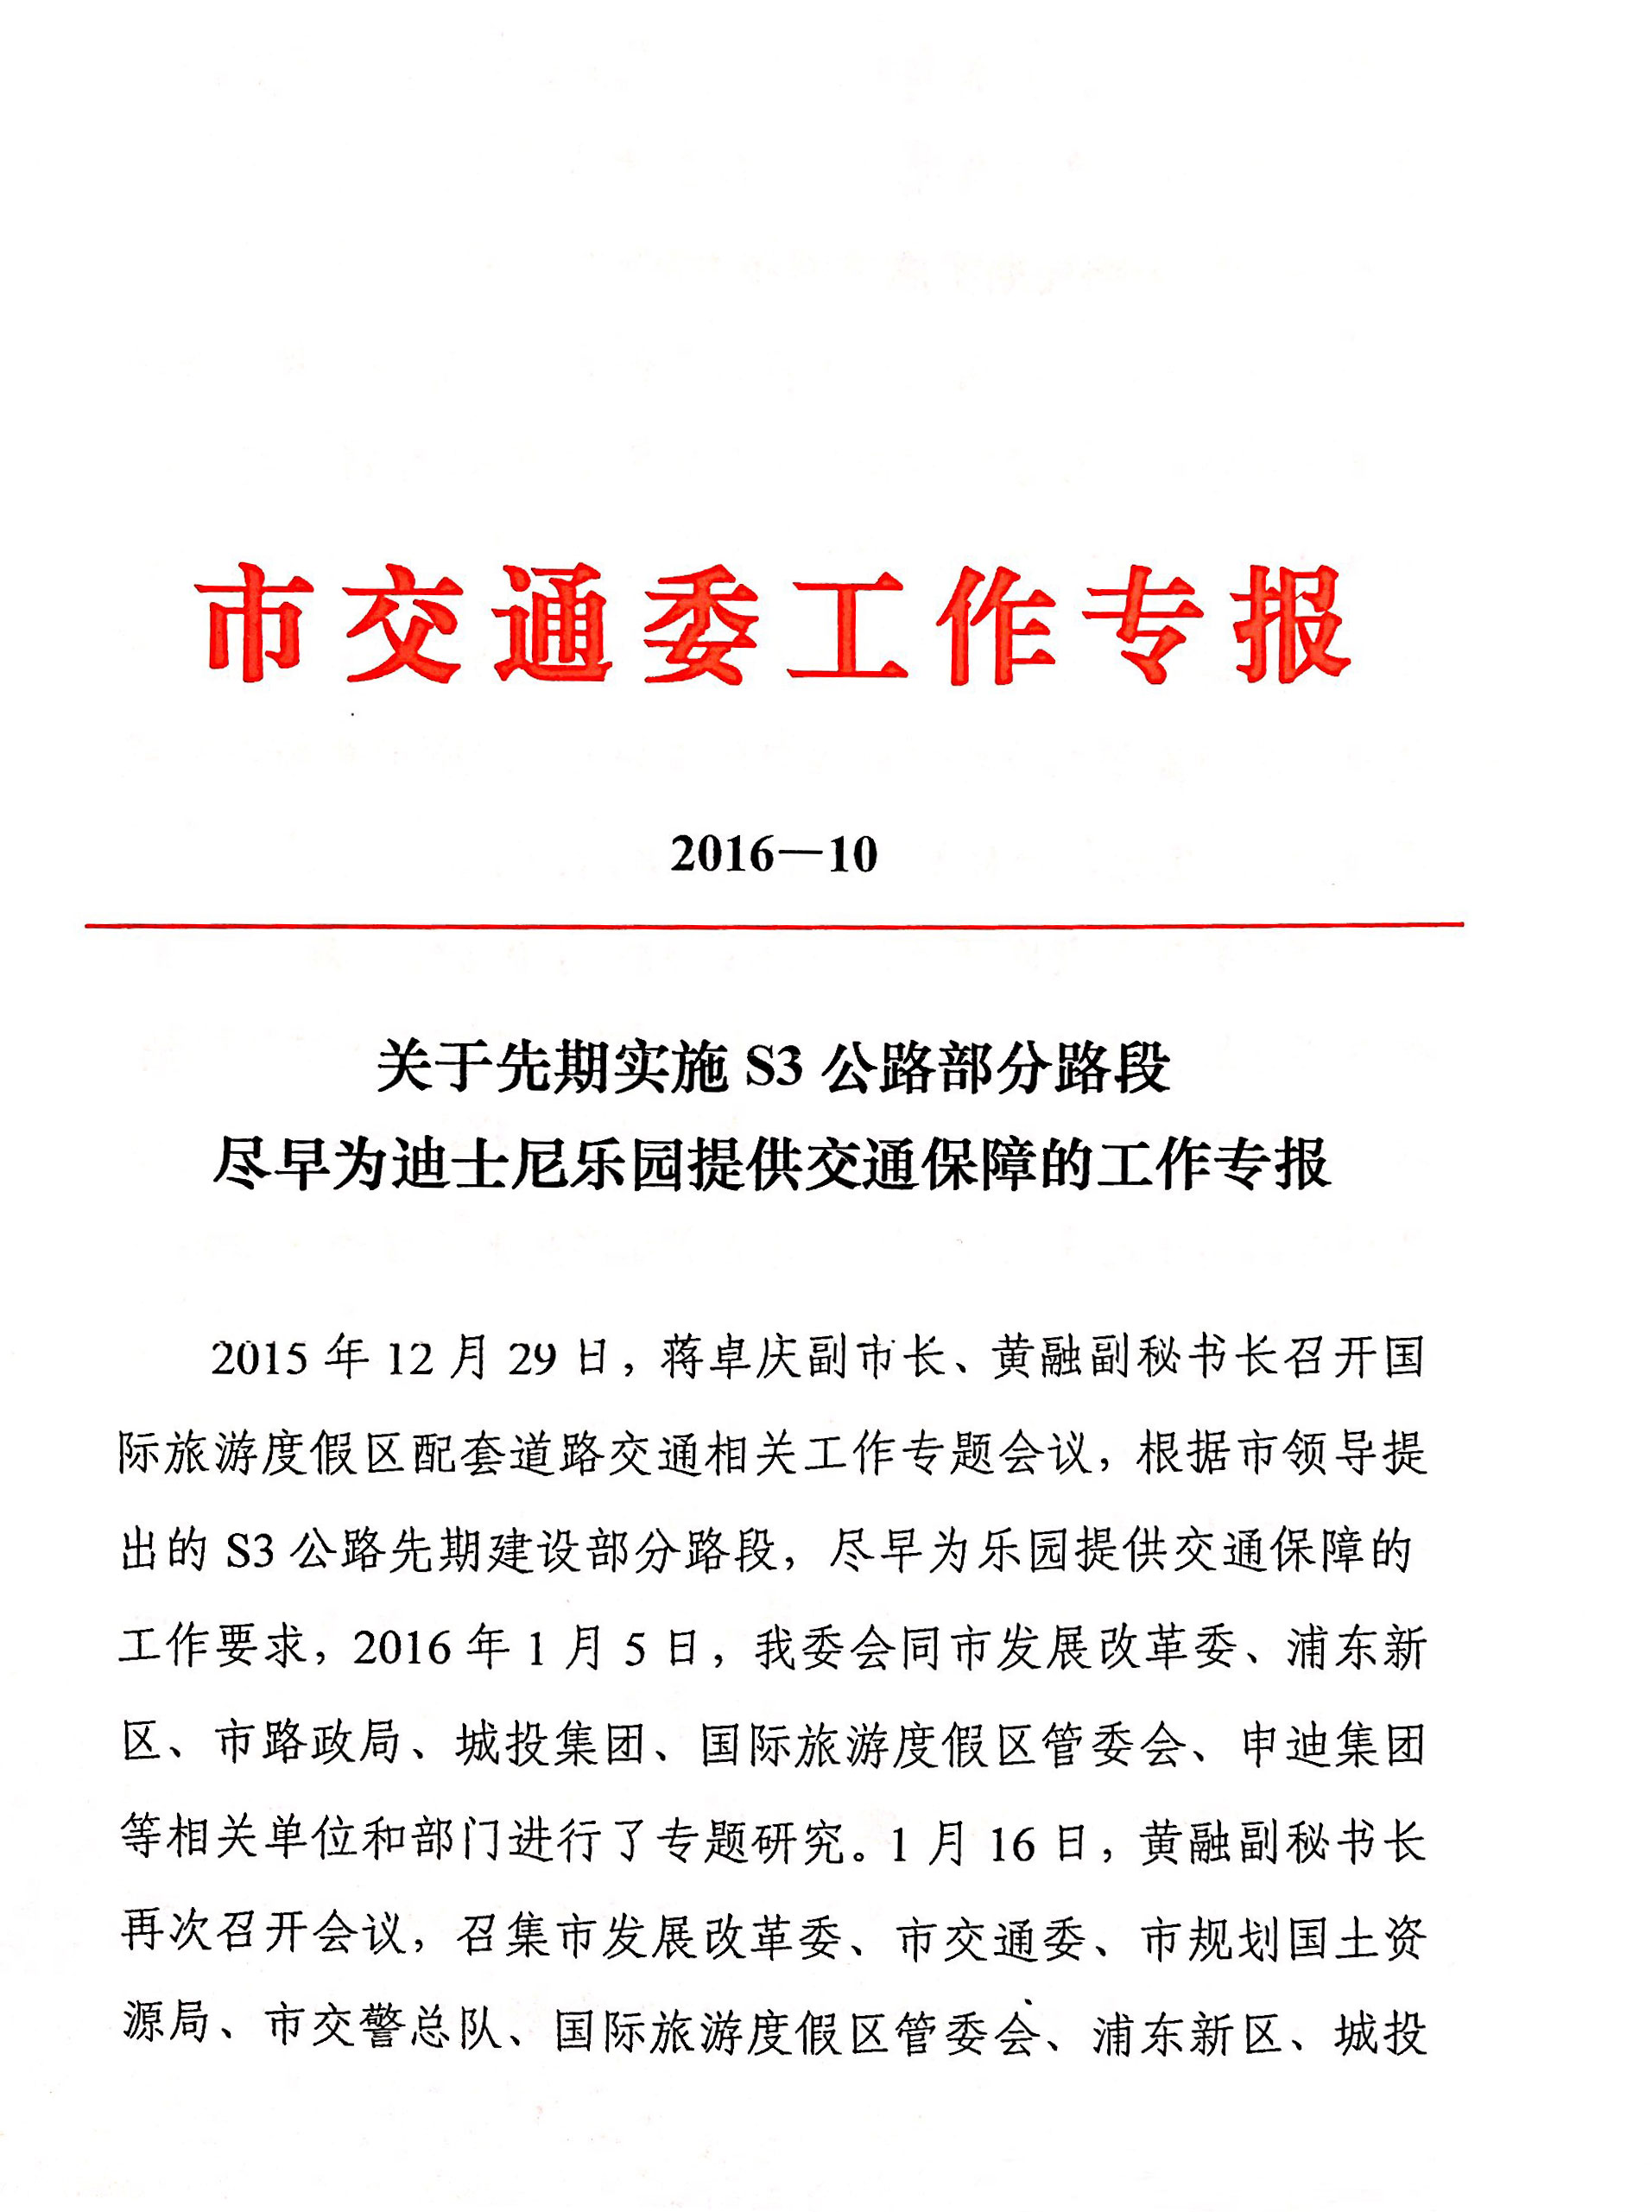 市交通委工作专报
2016—10
关于先期实施 S3 公路部分路段
尽早为迪士尼乐园提供交通保障的工作专报
2015 年 12 月 29 日，蒋卓庆副市长、黄融副秘书长召开国
际旅游度假区配套道路交通相关工作专题会议，根据市领导提
出的 S3 公路先期建设部分路段，尽早为乐园提供交通保障的
工作要求，2016 年 1 月 5 日，我委会同市发展改革委、浦东新
区、市路政局、城投集团、国际旅游度假区管委会、申迪集团
等相关单位和部门进行了专题研究。1 月 16 日，黄融副秘书长
再次召开会议，召集市发展改革委、市交通委、市规划国土资
源局、市交警总队、国际旅游度假区管委会、浦东新区、城投